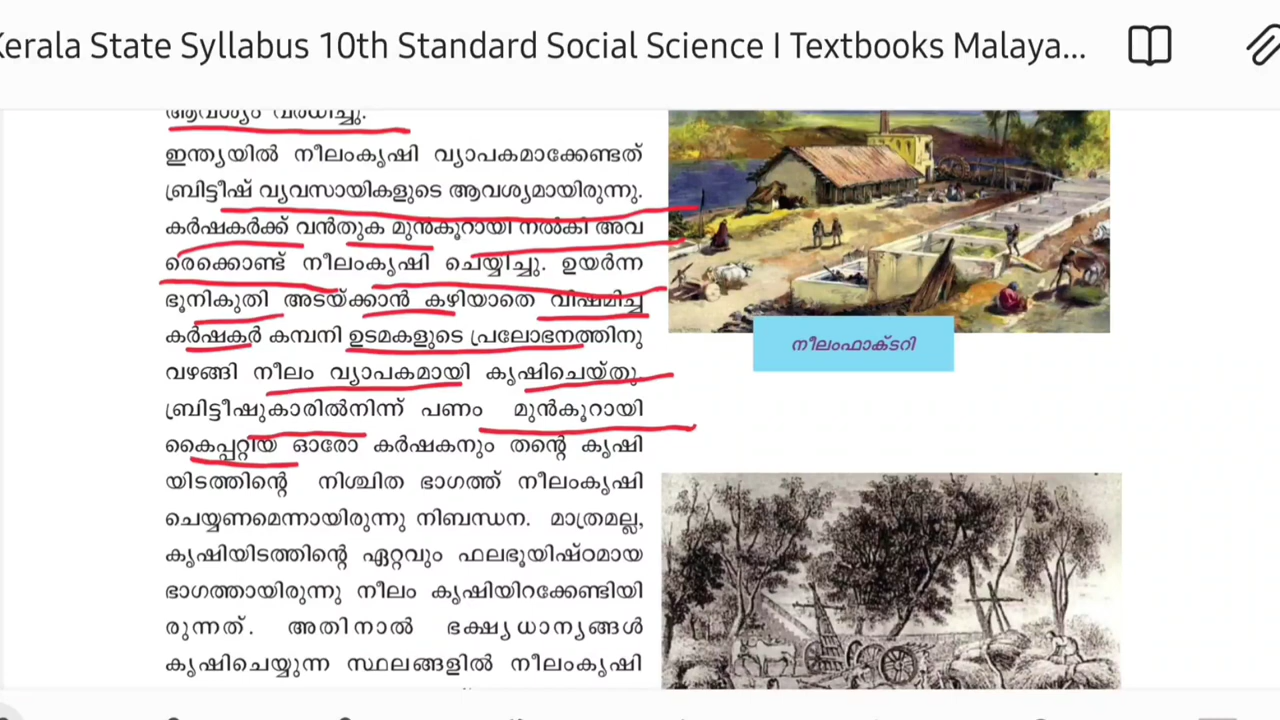 Kerala State Syllabus 10th Standard Social Science I Textbooks Malaya...
ആവശ്യം വർധിച്ചു.
ഇന്ത്യയിൽ നീലംകൃഷി വ്യാപകമാക്കേണ്ടത്
ബ്രിട്ടീഷ് വ്യവസായികളുടെ ആവശ്യമായിരുന്നു.
കർഷകർക്ക് വൻതുക മുൻകൂറായി നൽകി അവ
രെക്കൊണ്ട് നീലംകൃഷി ചെയ്യിച്ചു. ഉയർന്ന
ഭൂനികുതി അടയ്ക്കാൻ കഴിയാതെ വിഷമിച്ച
കർഷകർ കമ്പനി ഉടമകളുടെ പ്രലോഭനത്തിനു
വഴങ്ങി നീലം വ്യാപകമായി കൃഷിചെയ്തു.
ബ്രിട്ടീഷുകാരിൽനിന്ന് പണം മുൻകൂറായി
കൈപ്പറ്റിയ ഓരോ കർഷകനും തന്റെ കൃഷി
യിടത്തിന്റെ നിശ്ചിത ഭാഗത്ത് നീലംകൃഷി
ചെയ്യണമെന്നായിരുന്നു നിബന്ധന. മാത്രമല്ല,
കൃഷിയിടത്തിന്റെ ഏറ്റവും ഫലഭൂയിഷ്ഠമായ
ഭാഗത്തായിരുന്നു നീലം കൃഷിയിറക്കേണ്ടിയി
രുന്നത്. അതിനാൽ ഭക്ഷ്യധാന്യങ്ങൾ
കൃഷിചെയ്യുന്ന സ്ഥലങ്ങളിൽ നീലംകൃഷി
നീലംഫാക്ടറി